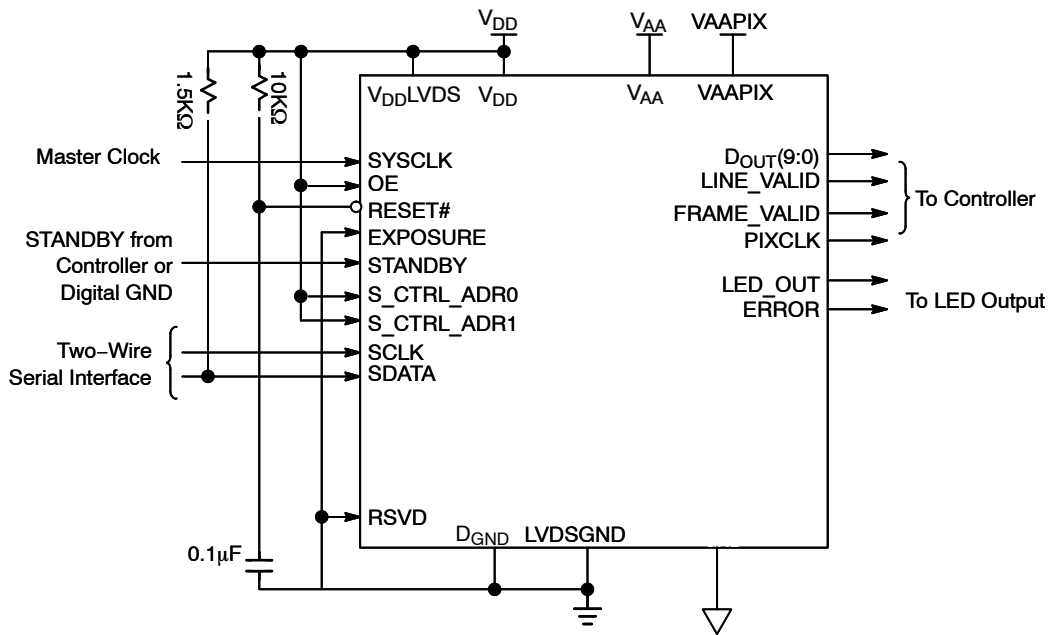 VDD
VAA
VAAPIX
1.5KΩ
10KΩ
VDDLVDS
VDD
VAA
VAAPIX
Master Clock
SYSCLK
OE
RESET#
EXPOSURE
STANDBY from
Controller or
Digital GND
STANDBY
S_CTRL_ADR0
S_CTRL_ADR1
Two−Wire
Serial Interface
SCLK
SDATA
RSVD
DOUT(9:0)
LINE_VALID
FRAME_VALID
PIXCLK
To Controller
LED_OUT
ERROR
To LED Output
0.1μF
DGND
LVDSGND